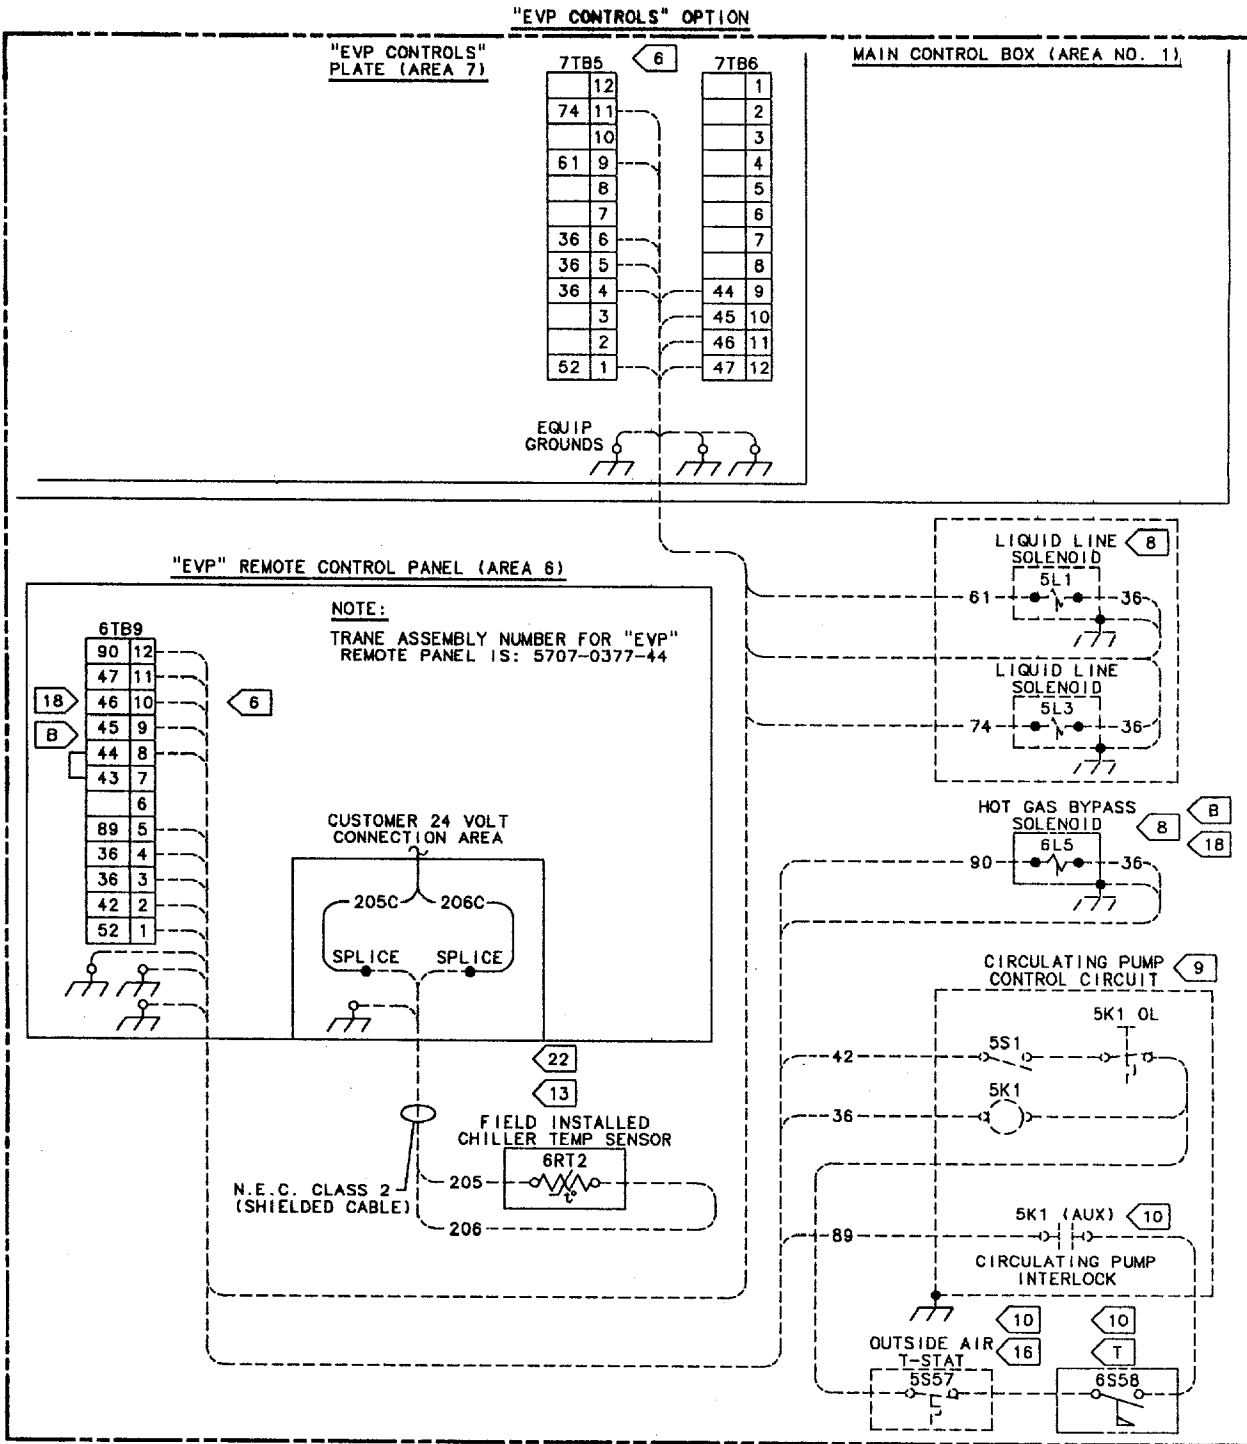 "EVP CONTROLS" OPTION
"EVP CONTROLS"
PLATE (AREA 7)
7TB5
6
7TB6
MAIN CONTROL BOX (AREA NO. 1)
12
74 11
10
61 9
8
7
36 6
36 5
36 4
3
2
52 1
1
2
3
4
5
6
7
8
44 9
45 10
46 11
47 12
EQUIP
GROUNDS
"EVP" REMOTE CONTROL PANEL (AREA 6)
NOTE:
TRANE ASSEMBLY NUMBER FOR "EVP"
REMOTE PANEL IS: 5707-0377-44
6TB9
90 12
47 11
46 10
45 9
44 8
43 7
6
89 5
36 4
36 3
42 2
52 1
18
B
6
CUSTOMER 24 VOLT
CONNECTION AREA
205C 206C
SPLICE SPLICE
22
13
FIELD INSTALLED
CHILLER TEMP SENSOR
6RT2
t°
205
206
N.E.C. CLASS 2
(SHIELDED CABLE)
LIQUID LINE
SOLENOID
8
5L1
61 36
LIQUID LINE
SOLENOID
5L3
74 36
HOT GAS BYPASS
SOLENOID
8
B
18
6L5
90 36
CIRCULATING PUMP
CONTROL CIRCUIT
9
5K1 OL
42 5S1
36 5K1
89 5K1 (AUX) 10
CIRCULATING PUMP
INTERLOCK
OUTSIDE AIR
T-STAT
10
16
5S57
10
T
6S58